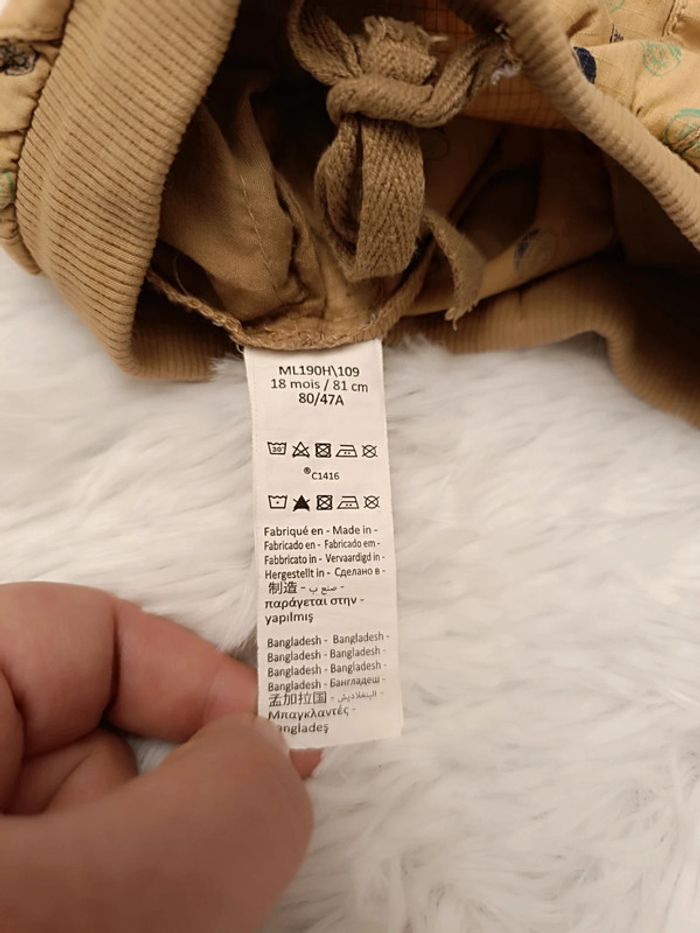 ML190H\109
18 mois / 81 cm
80/47A
30°
®C1416
Fabriqué en - Made in -
Fabricado en - Fabricado em -
Fabbricato in - Vervaardigd in -
Hergestellt in - Сделано в -
制造 - صنع ب -
παράγεται στην -
yapılmış
Bangladesh - Bangladesh -
Bangladesh - Bangladesh -
Bangladesh - Bangladesh -
Bangladesh - Бангладеш -
孟加拉国 -
Μπαγκλαντές -